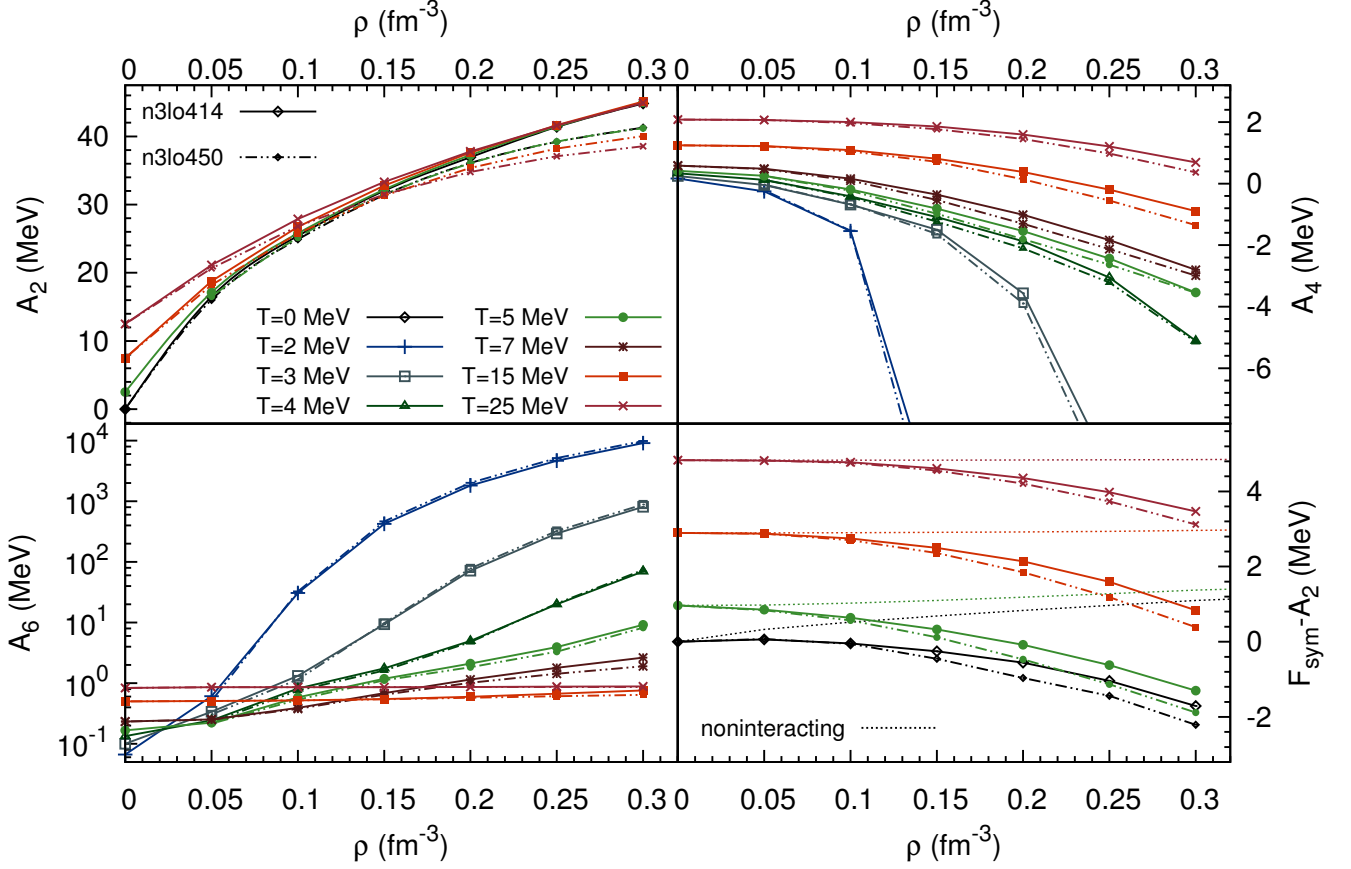 ρ (fm⁻³) ρ (fm⁻³)
0 0.05 0.1 0.15 0.2 0.25 0.3 0 0.05 0.1 0.15 0.2 0.25 0.3
n3lo414
n3lo450
A₂ (MeV)
40
30
20
10
0
T=0 MeV T=5 MeV
T=2 MeV T=7 MeV
T=3 MeV T=15 MeV
T=4 MeV T=25 MeV
A₄ (MeV)
2
0
-2
-4
-6
A₆ (MeV)
10⁴
10³
10²
10¹
10⁰
10⁻¹
noninteracting
F_sym-A₂ (MeV)
4
2
0
-2
0 0.05 0.1 0.15 0.2 0.25 0.3 0 0.05 0.1 0.15 0.2 0.25 0.3
ρ (fm⁻³) ρ (fm⁻³)